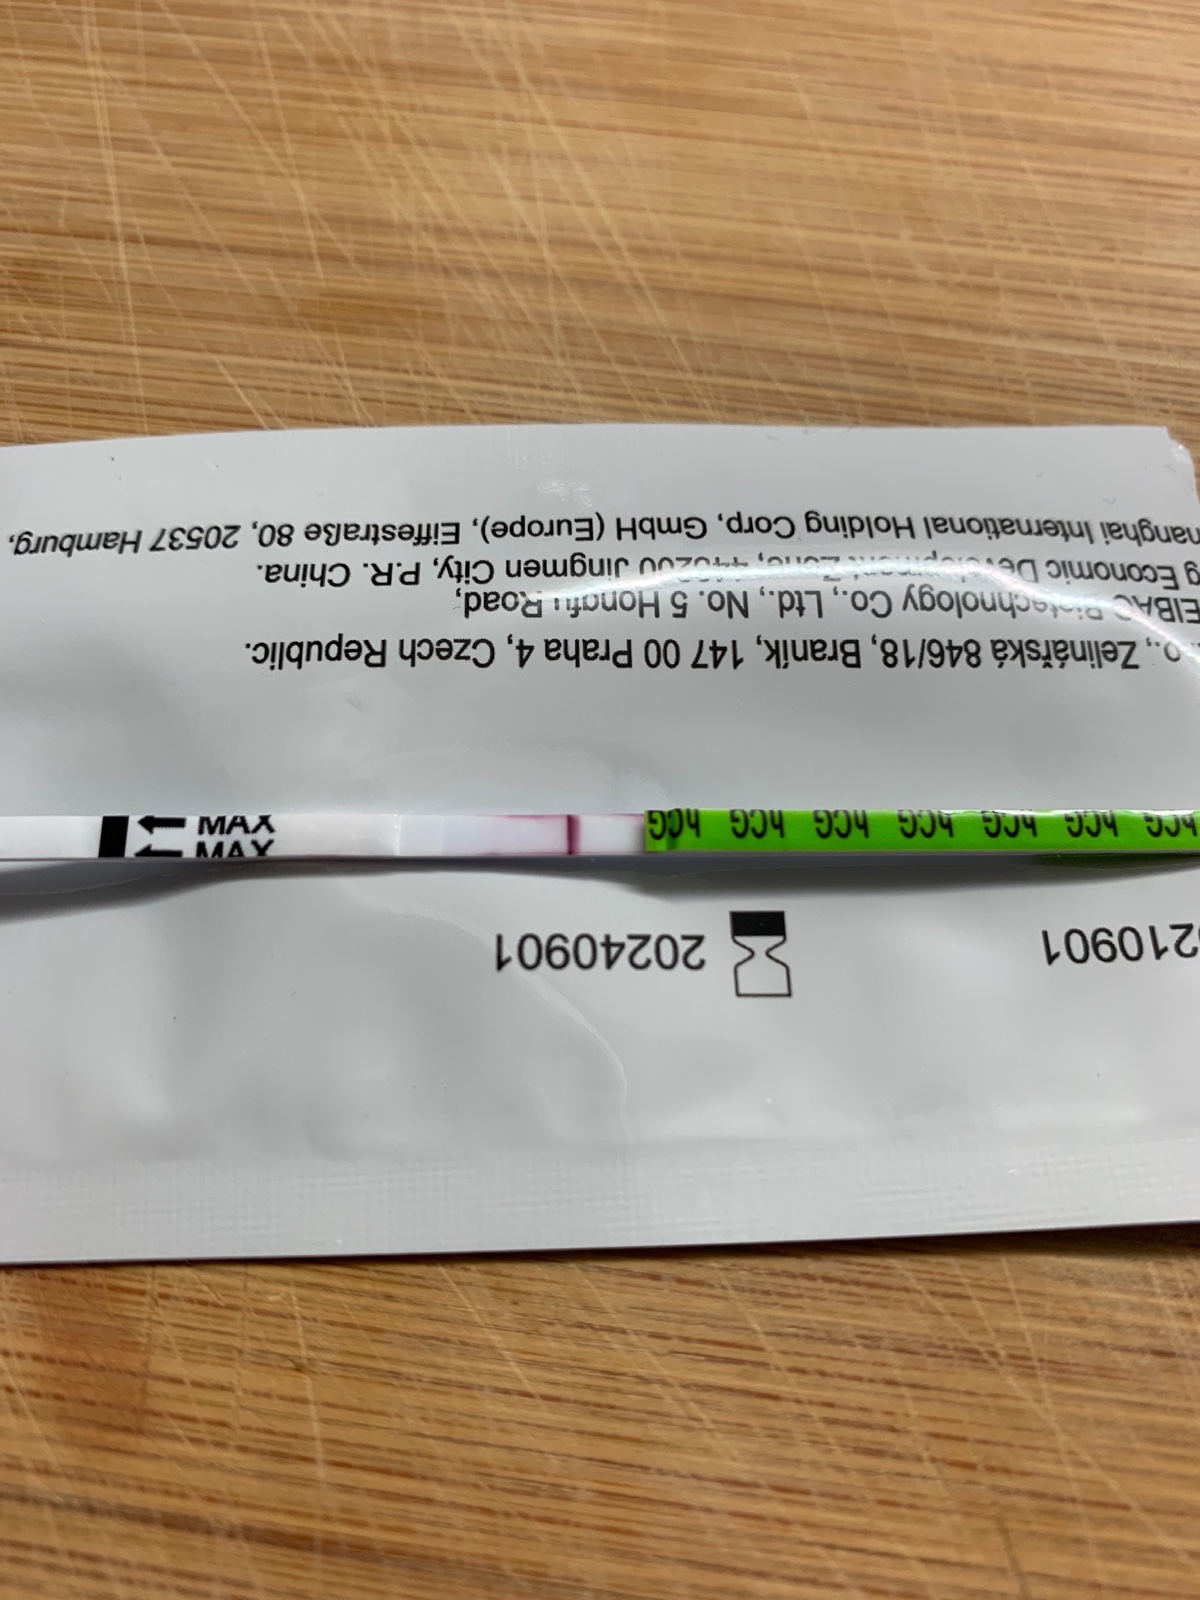 210901 20240901
hCG hCG hCG hCG hCG hCG hCG
MAX
MAX
o., Zelinářská 846/18, Braník, 147 00 Praha 4, Czech Republic.
Biotechnology Co., Ltd., No. 5 Hongfu Road,
Economic Development Zone, Jingmen City, P.R. China.
hanghai International Holding Corp, GmbH (Europe), Eiffestraße 80, 20537 Hamburg,